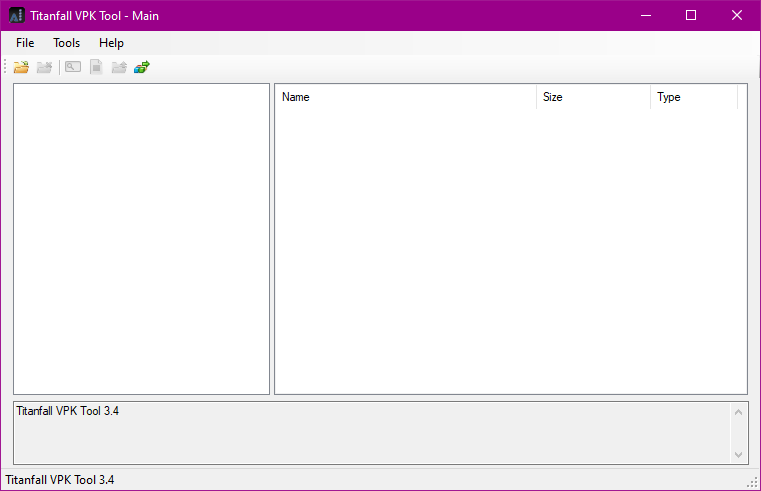 Titanfall VPK Tool - Main
File Tools Help
Name Size Type
Titanfall VPK Tool 3.4
Titanfall VPK Tool 3.4